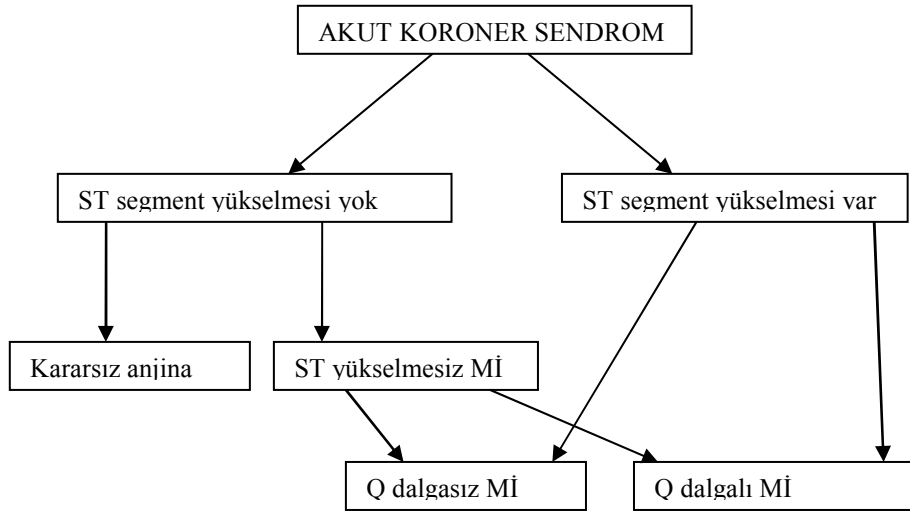 AKUT KORONER SENDROM
ST segment yükselmesi yok
ST segment yükselmesi var
Kararsız anjina
ST yükselmesiz Mİ
Q dalgasız Mİ
Q dalgalı Mİ